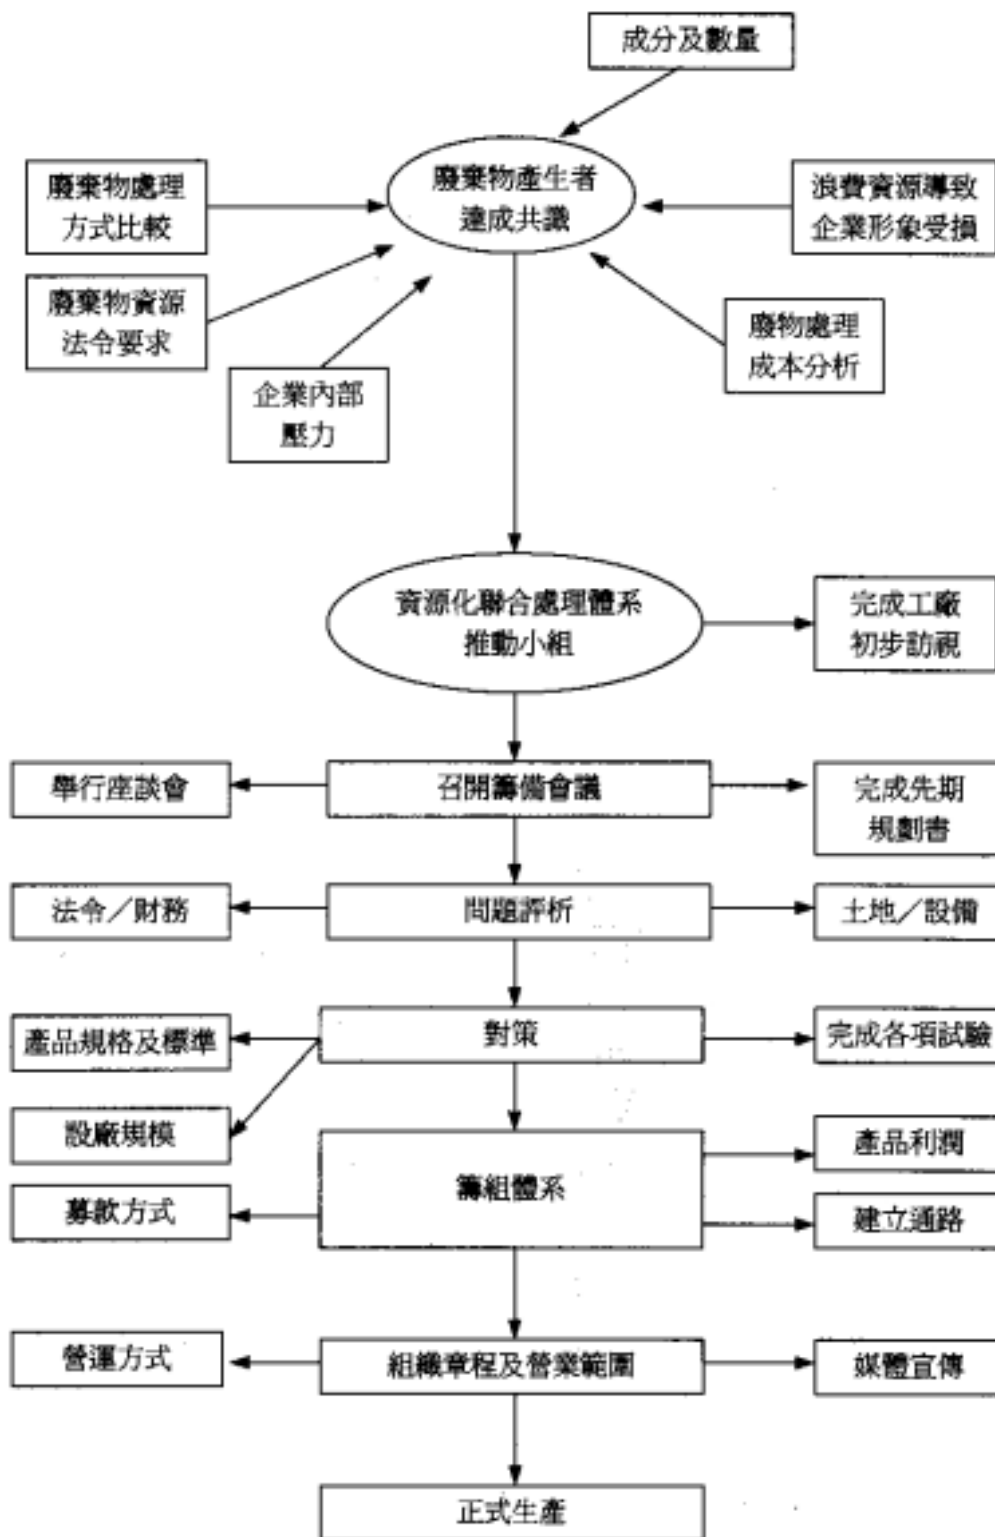 成分及數量
廢棄物產生者
達成共識
廢棄物處理
方式比較
浪費資源導致
企業形象受損
廢棄物資源
法令要求
廢物處理
成本分析
企業內部
壓力
資源化聯合處理體系
推動小組
完成工廠
初步訪視
舉行座談會
召開籌備會議
完成先期
規劃書
法令／財務
問題評析
土地／設備
產品規格及標準
對策
完成各項試驗
設廠規模
籌組體系
產品利潤
募款方式
建立通路
營運方式
組織章程及營業範圍
媒體宣傳
正式生產